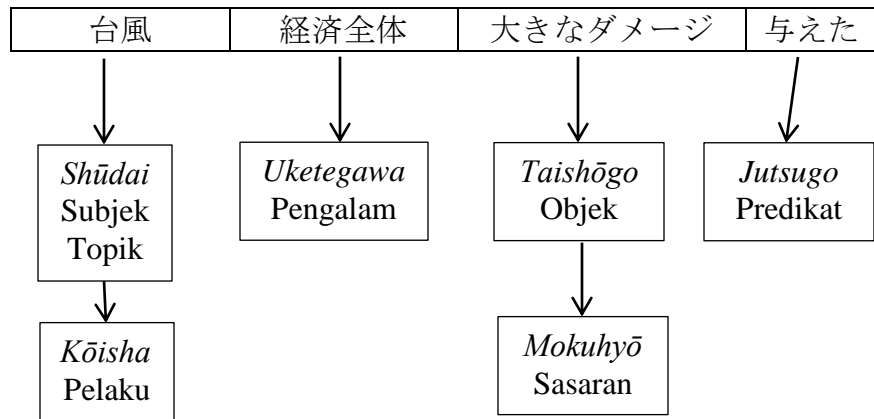 台風 経済全体 大きなダメージ 与えた
Shūdai
Subjek
Topik
Uketegawa
Pengalam
Taishōgo
Objek
Jutsugo
Predikat
Kōisha
Pelaku
Mokuhyō
Sasaran